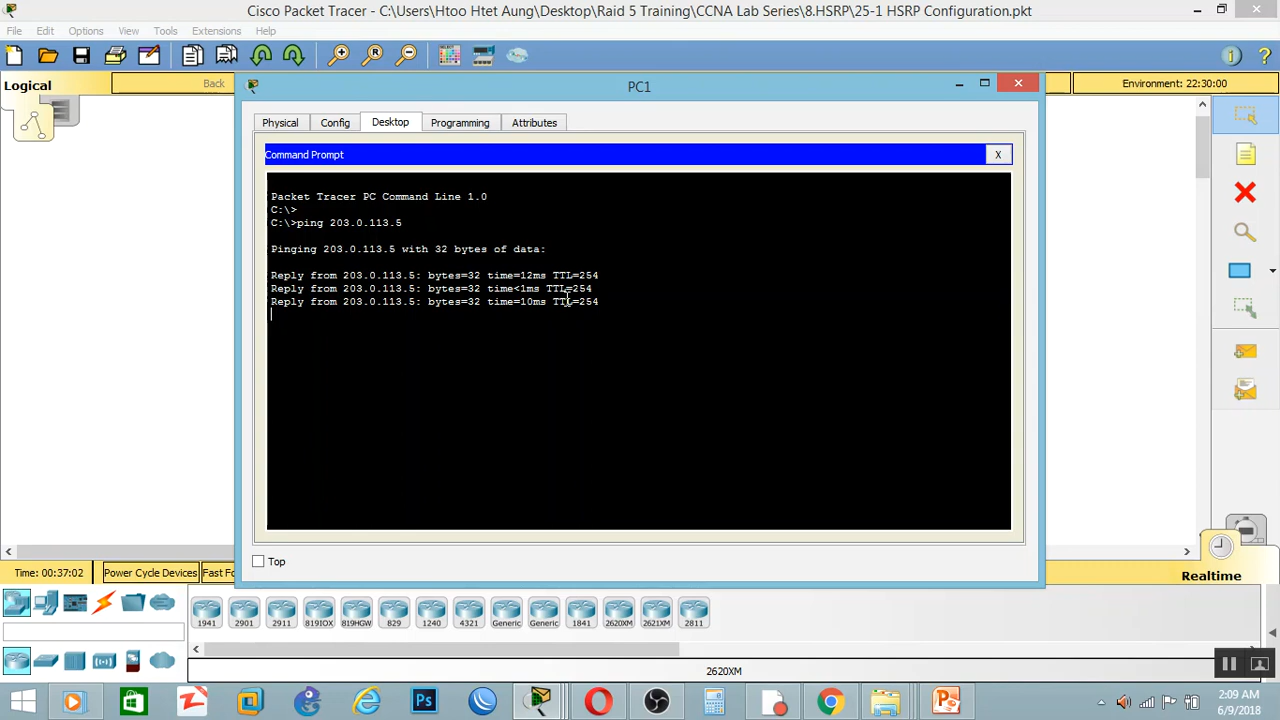 Cisco Packet Tracer - C:\Users\Htoo Htet Aung\Desktop\Raid 5 Training\CCNA Lab Series\8.HSRP\25-1 HSRP Configuration.pkt
File Edit Options View Tools Extensions Help
Logical
Back
Environment: 22:30:00
PC1
Physical Config Desktop Programming Attributes
Command Prompt
X
Packet Tracer PC Command Line 1.0
C:\>
C:\>ping 203.0.113.5
Pinging 203.0.113.5 with 32 bytes of data:
Reply from 203.0.113.5: bytes=32 time=12ms TTL=254
Reply from 203.0.113.5: bytes=32 time<1ms TTL=254
Reply from 203.0.113.5: bytes=32 time=10ms TTL=254
Top
Time: 00:37:02 Power Cycle Devices Fast Fo
Realtime
1941 2901 2911 819IOX 819HGW 829 1240 4321 Generic Generic 1841 2620XM 2621XM 2811
2620XM
2:09 AM
6/9/2018